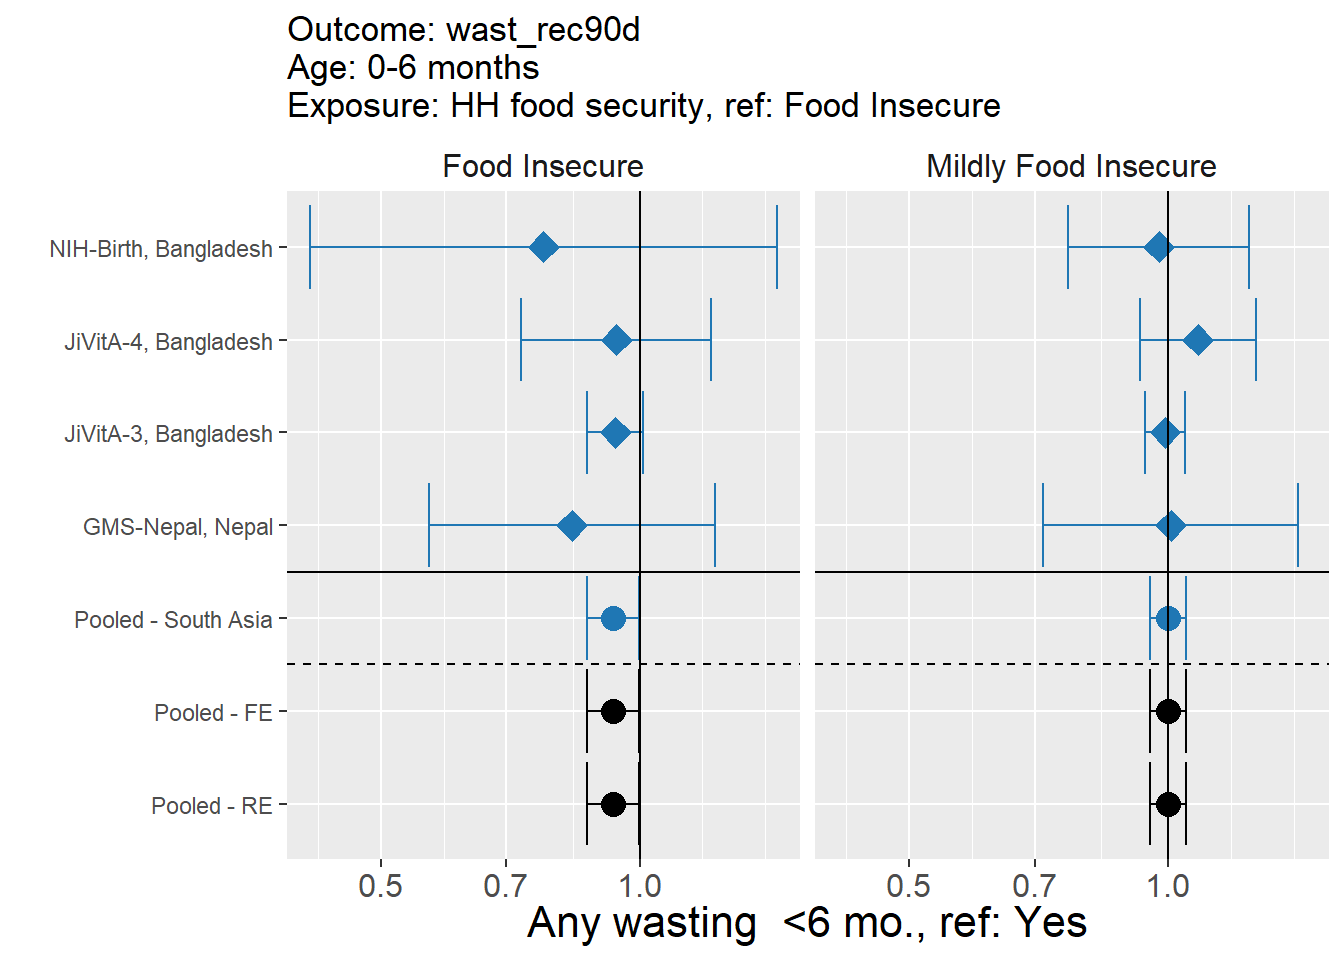 Outcome: wast_rec90d
Age: 0-6 months
Exposure: HH food security, ref: Food Insecure
Food Insecure
Mildly Food Insecure
NIH-Birth, Bangladesh
JiVitA-4, Bangladesh
JiVitA-3, Bangladesh
GMS-Nepal, Nepal
Pooled - South Asia
Pooled - FE
Pooled - RE
0.5 0.7 1.0 0.5 0.7 1.0
Any wasting  <6 mo., ref: Yes